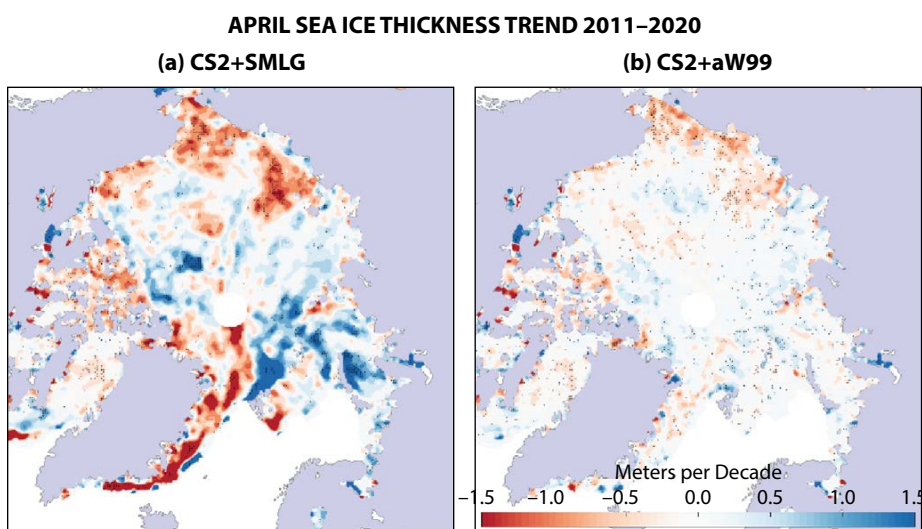 APRIL SEA ICE THICKNESS TREND 2011–2020
(a) CS2+SMLG
(b) CS2+aW99
Meters per Decade
–1.5 –1.0 –0.5 0.0 0.5 1.0 1.5